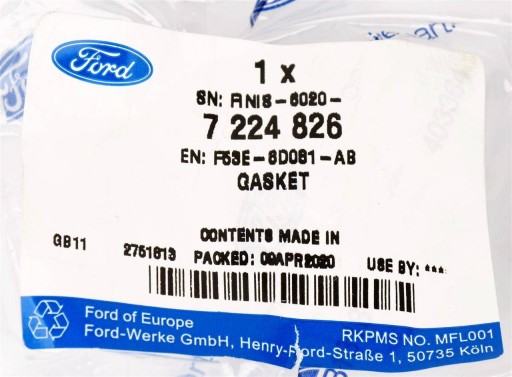 Ford
1 x
SN: FINIS-6020-
7 224 826
EN: F53E-6D081-AB
GASKET
CONTENTS MADE IN
GB11
2751613 PACKED: 09APR2020 USE BY: ***
Ford of Europe
Ford-Werke GmbH, Henry-Ford-Straße 1, 50735 Köln
RKPMS NO. MFL001